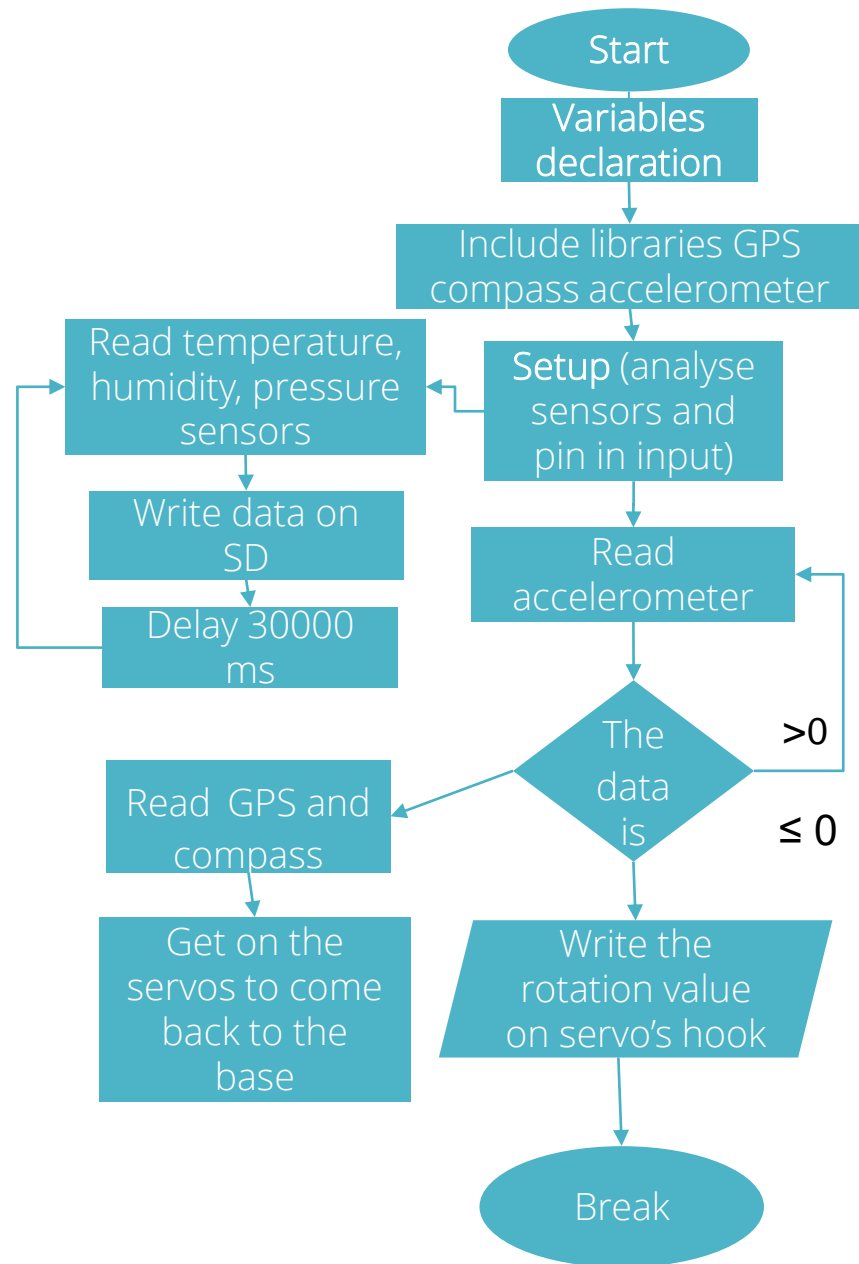 Start
Variables
declaration
Include libraries GPS
compass accelerometer
Setup (analyse
sensors and
pin in input)
Read temperature,
humidity, pressure
sensors
Write data on
SD
Delay 30000
ms
Read
accelerometer
The
data
is
>0
≤ 0
Read GPS and
compass
Get on the
servos to come
back to the
base
Write the
rotation value
on servo’s hook
Break